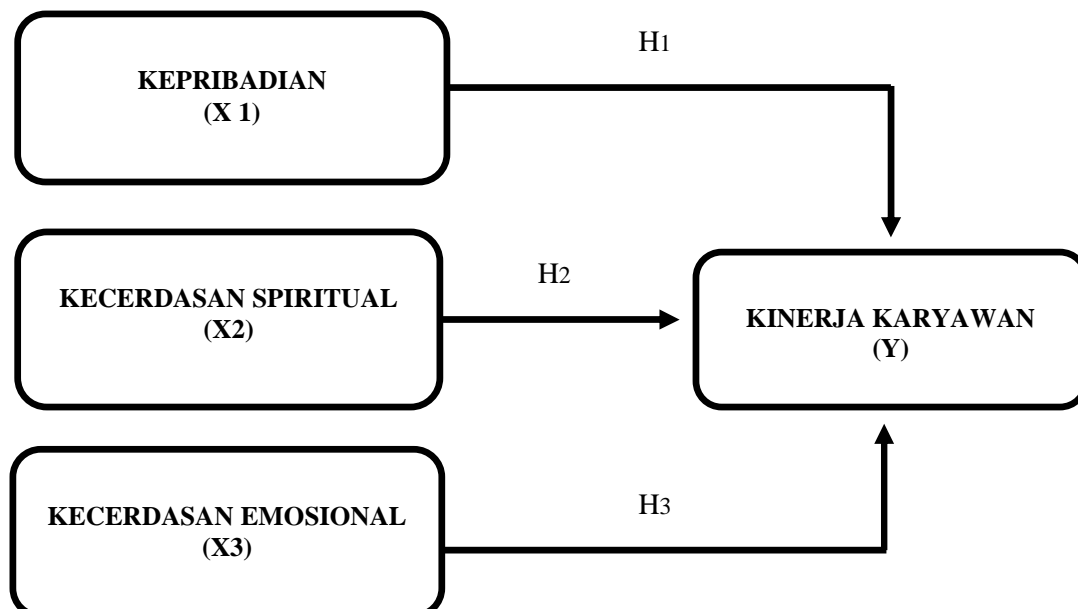 H1
KEPRIBADIAN
(X 1)
H2
KECERDASAN SPIRITUAL
(X2)
KINERJA KARYAWAN
(Y)
H3
KECERDASAN EMOSIONAL
(X3)